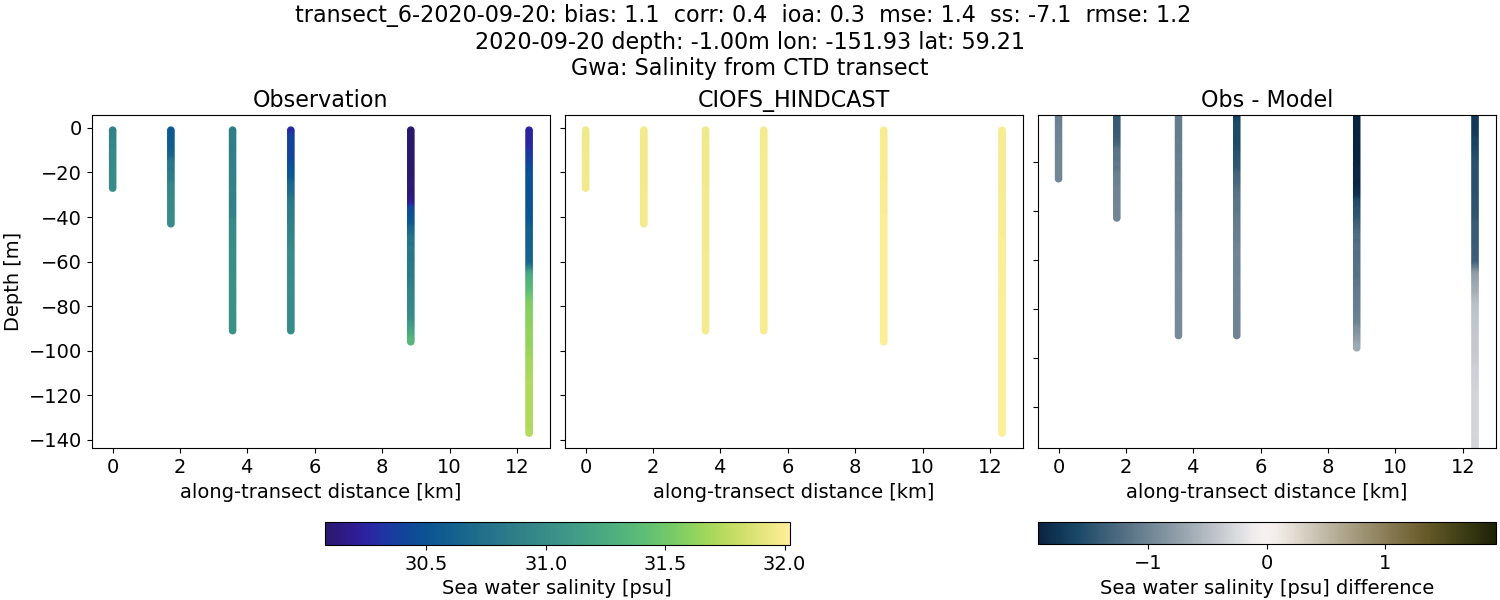 transect_6-2020-09-20: bias: 1.1  corr: 0.4  ioa: 0.3  mse: 1.4  ss: -7.1  rmse: 1.2
2020-09-20 depth: -1.00m lon: -151.93 lat: 59.21
Gwa: Salinity from CTD transect
Observation
CIOFS_HINDCAST
Obs - Model
Depth [m]
0
−20
−40
−60
−80
−100
−120
−140
0 2 4 6 8 10 12
0 2 4 6 8 10 12
0 2 4 6 8 10 12
along-transect distance [km]
along-transect distance [km]
along-transect distance [km]
30.5 31.0 31.5 32.0
Sea water salinity [psu]
−1 0 1
Sea water salinity [psu] difference